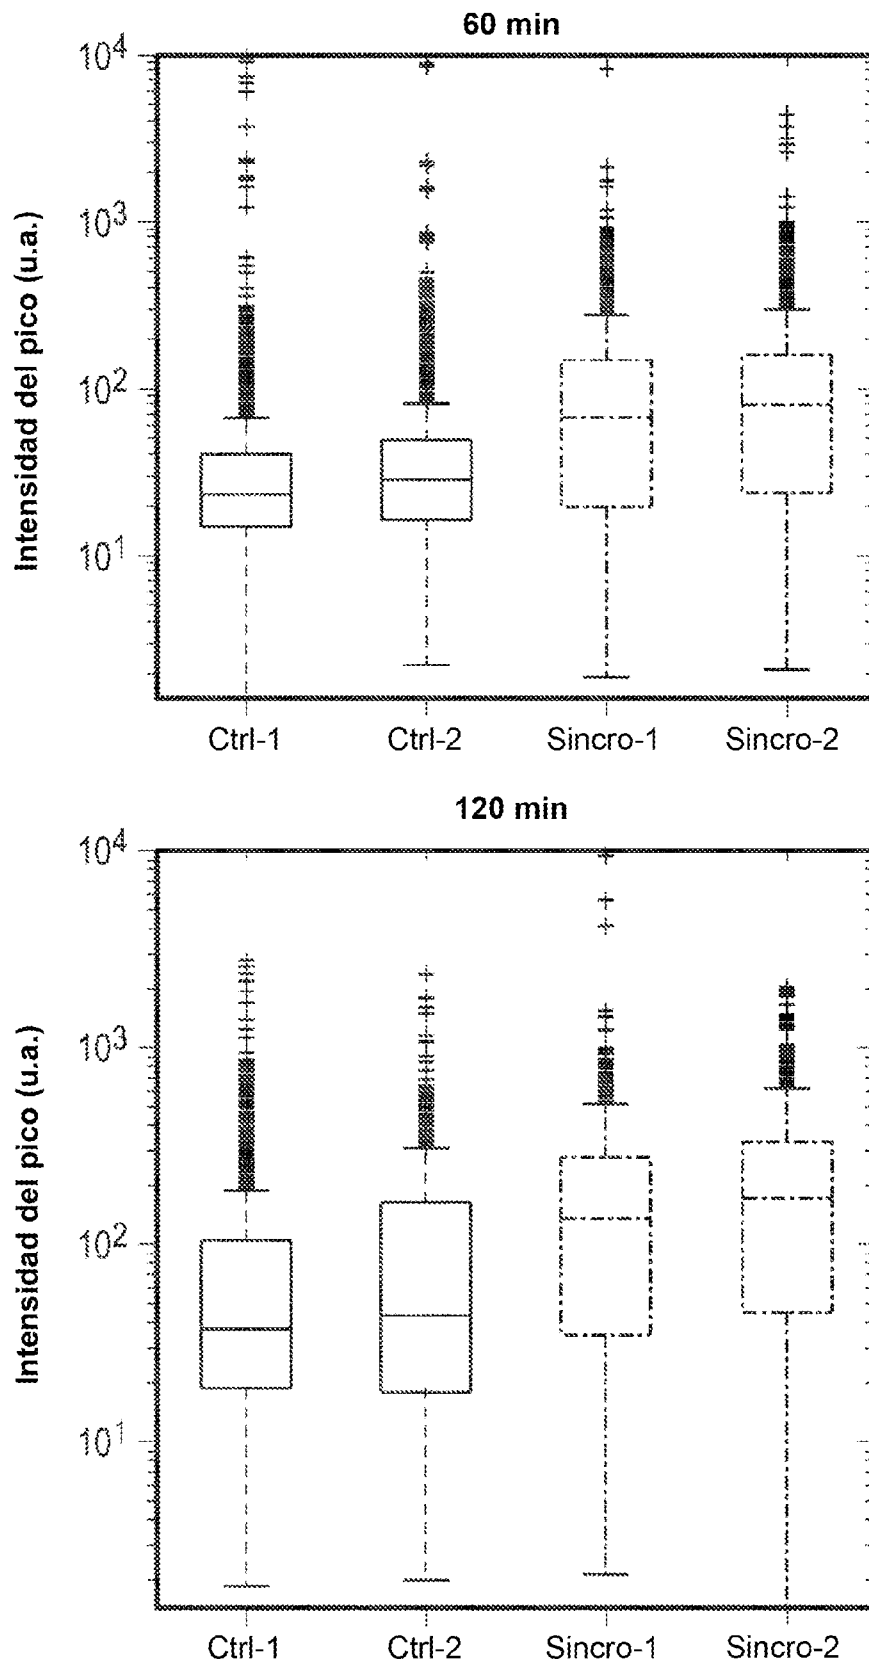 60 min
Intensidad del pico (u.a.)
10⁴
10³
10²
10¹
Ctrl-1 Ctrl-2 Sincro-1 Sincro-2
120 min
Intensidad del pico (u.a.)
10⁴
10³
10²
10¹
Ctrl-1 Ctrl-2 Sincro-1 Sincro-2